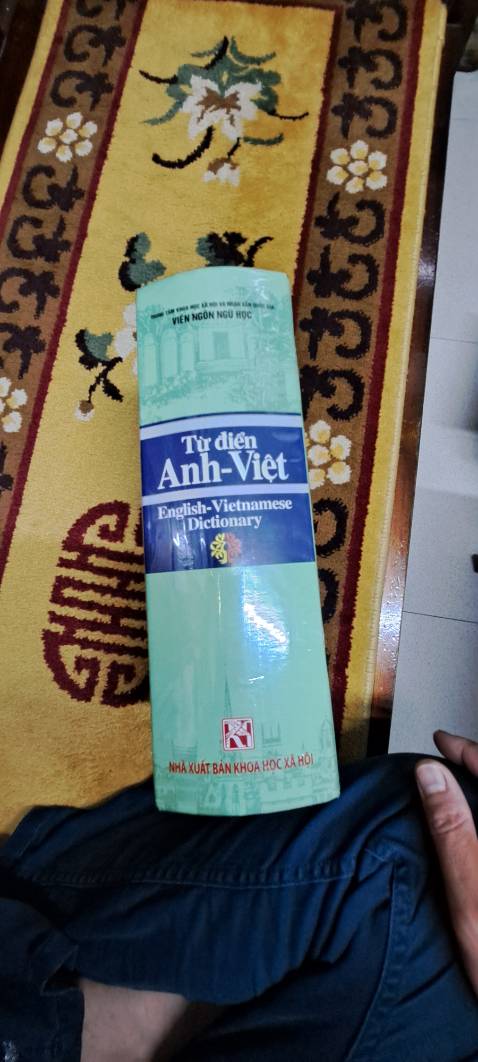 TRUNG TÂM KHOA HỌC XÃ HỘI VÀ NHÂN VĂN QUỐC GIA
VIỆN NGÔN NGỮ HỌC
Từ điển
Anh-Việt
English-Vietnamese
Dictionary
NHÀ XUẤT BẢN KHOA HỌC XÃ HỘI